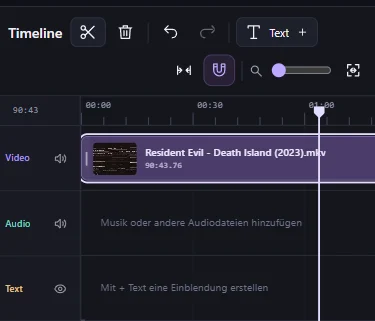 Timeline
Text +
90:43
00:00
00:30
01:00
Video
Resident Evil - Death Island (2023).mkv
90:43.76
Audio
Musik oder andere Audiodateien hinzufügen
Text
Mit + Text eine Einblendung erstellen